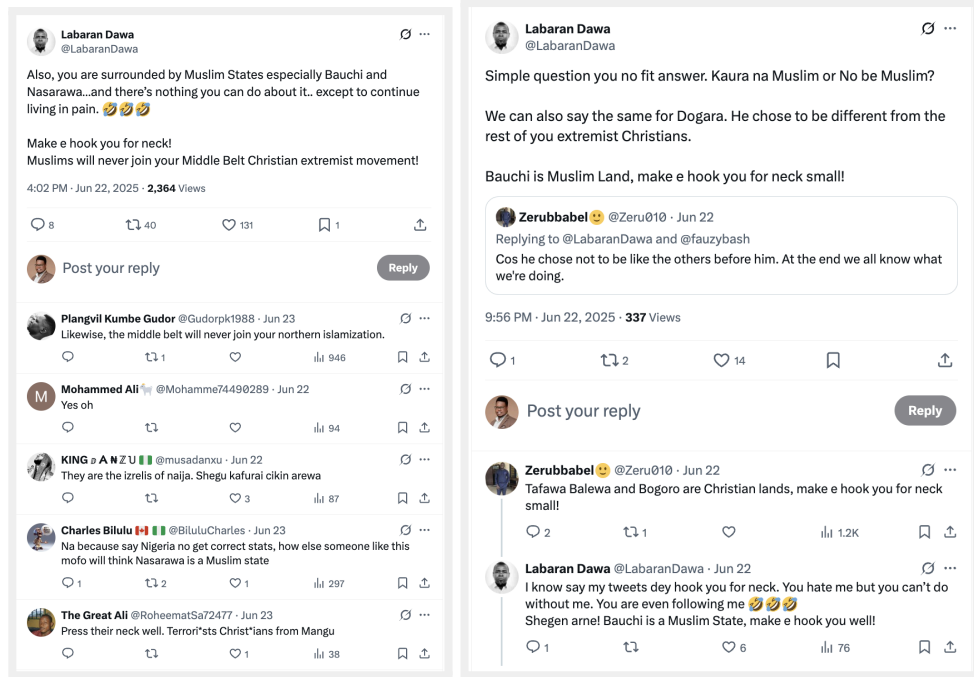 Labaran Dawa
@LabaranDawa
Also, you are surrounded by Muslim States especially Bauchi and
Nasarawa...and there's nothing you can do about it.. except to continue
living in pain. 🤣🤣🤣
Make e hook you for neck!
Muslims will never join your Middle Belt Christian extremist movement!
4:02 PM · Jun 22, 2025 · 2,364 Views
8 40 131 1
Post your reply
Reply
Plangvil Kumbe Gudor @Gudorpk1988 · Jun 23
Likewise, the middle belt will never join your northern islamization.
1 946
M
Mohammed Ali🐐 @Mohamme74490289 · Jun 22
Yes oh
94
KING ᴅ 𝗔 ₦ ℤ U 🇳🇬 @musadanxu · Jun 22
They are the izrelis of naija. Shegu kafurai cikin arewa
3 87
Charles Bilulu 🇨🇦 🇳🇬 @BiluluCharles · Jun 23
Na because say Nigeria no get correct stats, how else someone like this
mofo will think Nasarawa is a Muslim state
1 2 1 297
The Great Ali @RoheematSa72477 · Jun 23
Press their neck well. Terrori*sts Christ*ians from Mangu
1 38
Labaran Dawa
@LabaranDawa
Simple question you no fit answer. Kaura na Muslim or No be Muslim?
We can also say the same for Dogara. He chose to be different from the
rest of you extremist Christians.
Bauchi is Muslim Land, make e hook you for neck small!
Zerubbabel🙂 @Zeru010 · Jun 22
Replying to @LabaranDawa and @fauzybash
Cos he chose not to be like the others before him. At the end we all know what
we're doing.
9:56 PM · Jun 22, 2025 · 337 Views
1 2 14
Post your reply
Reply
Zerubbabel🙂 @Zeru010 · Jun 22
Tafawa Balewa and Bogoro are Christian lands, make e hook you for neck
small!
2 1 1.2K
Labaran Dawa @LabaranDawa · Jun 22
I know say my tweets dey hook you for neck. You hate me but you can't do
without me. You are even following me 🤣🤣🤣
Shegen arne! Bauchi is a Muslim State, make e hook you well!
1 6 76